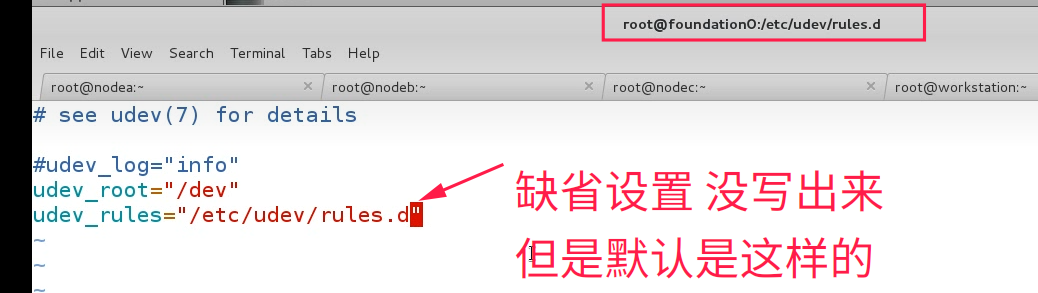 root@foundation0:/etc/udev/rules.d
File Edit View Search Terminal Tabs Help
root@nodea:~ × root@nodeb:~ × root@nodec:~ × root@workstation:~
# see udev(7) for details
#udev_log="info"
udev_root="/dev"
udev_rules="/etc/udev/rules.d"
缺省设置 没写出来
但是默认是这样的
~
~
~